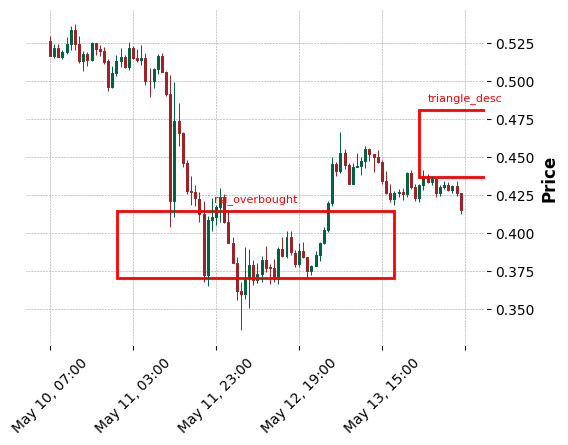 triangle_desc
rsi_overbought
0.525
0.500
0.475
0.450
0.425
0.400
0.375
0.350
Price
May 10, 07:00
May 11, 03:00
May 11, 23:00
May 12, 19:00
May 13, 15:00